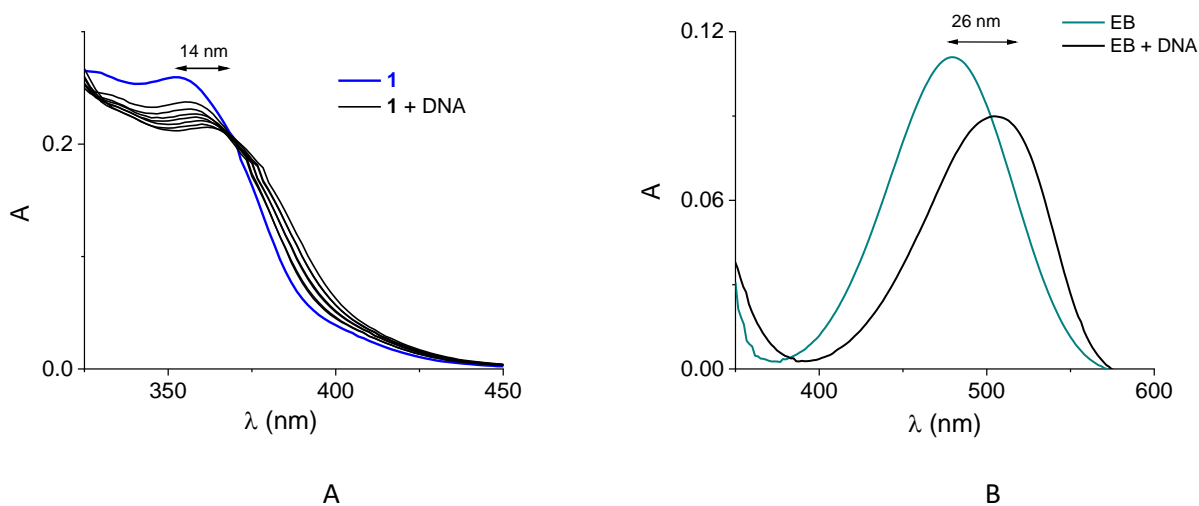 14 nm
1
1 + DNA
0.2
0.0
A
350
400
450
λ (nm)
A
26 nm
EB
EB + DNA
0.12
0.06
0.00
A
400
500
600
λ (nm)
B